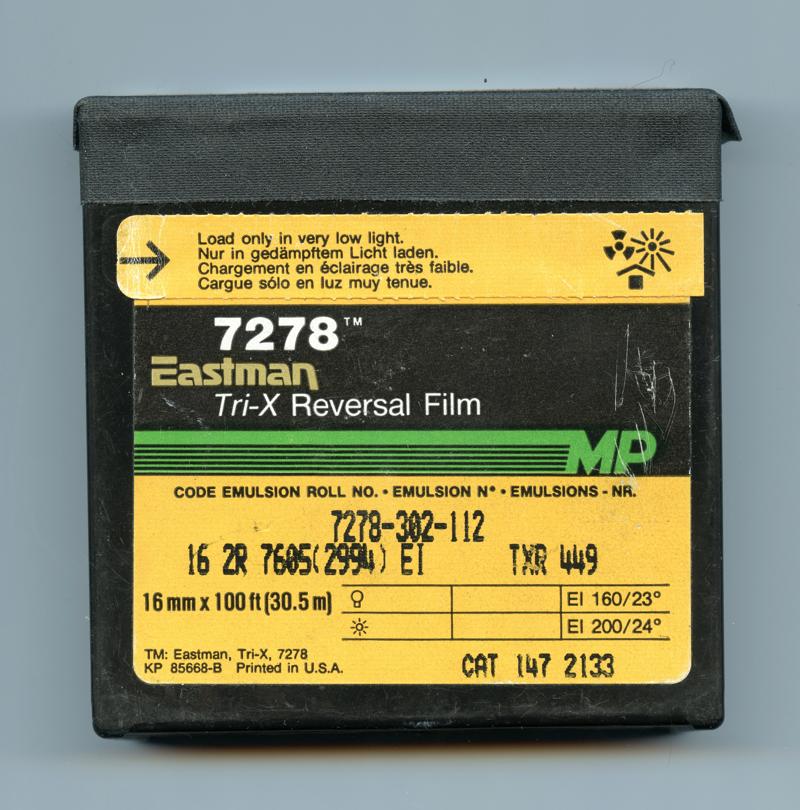 Load only in very low light.
Nur in gedämpftem Licht laden.
Chargement en éclairage très faible.
Cargue sólo en luz muy tenue.
7278™
Eastman
Tri-X Reversal Film
MP
CODE EMULSION ROLL NO. • EMULSION N° • EMULSIONS - NR.
7278-302-112
16 2R 7605(2994) EI TXR 449
16 mm x 100 ft (30.5 m)
EI 160/23°
EI 200/24°
TM: Eastman, Tri-X, 7278
KP 85668-B Printed in U.S.A.
CAT 147 2133